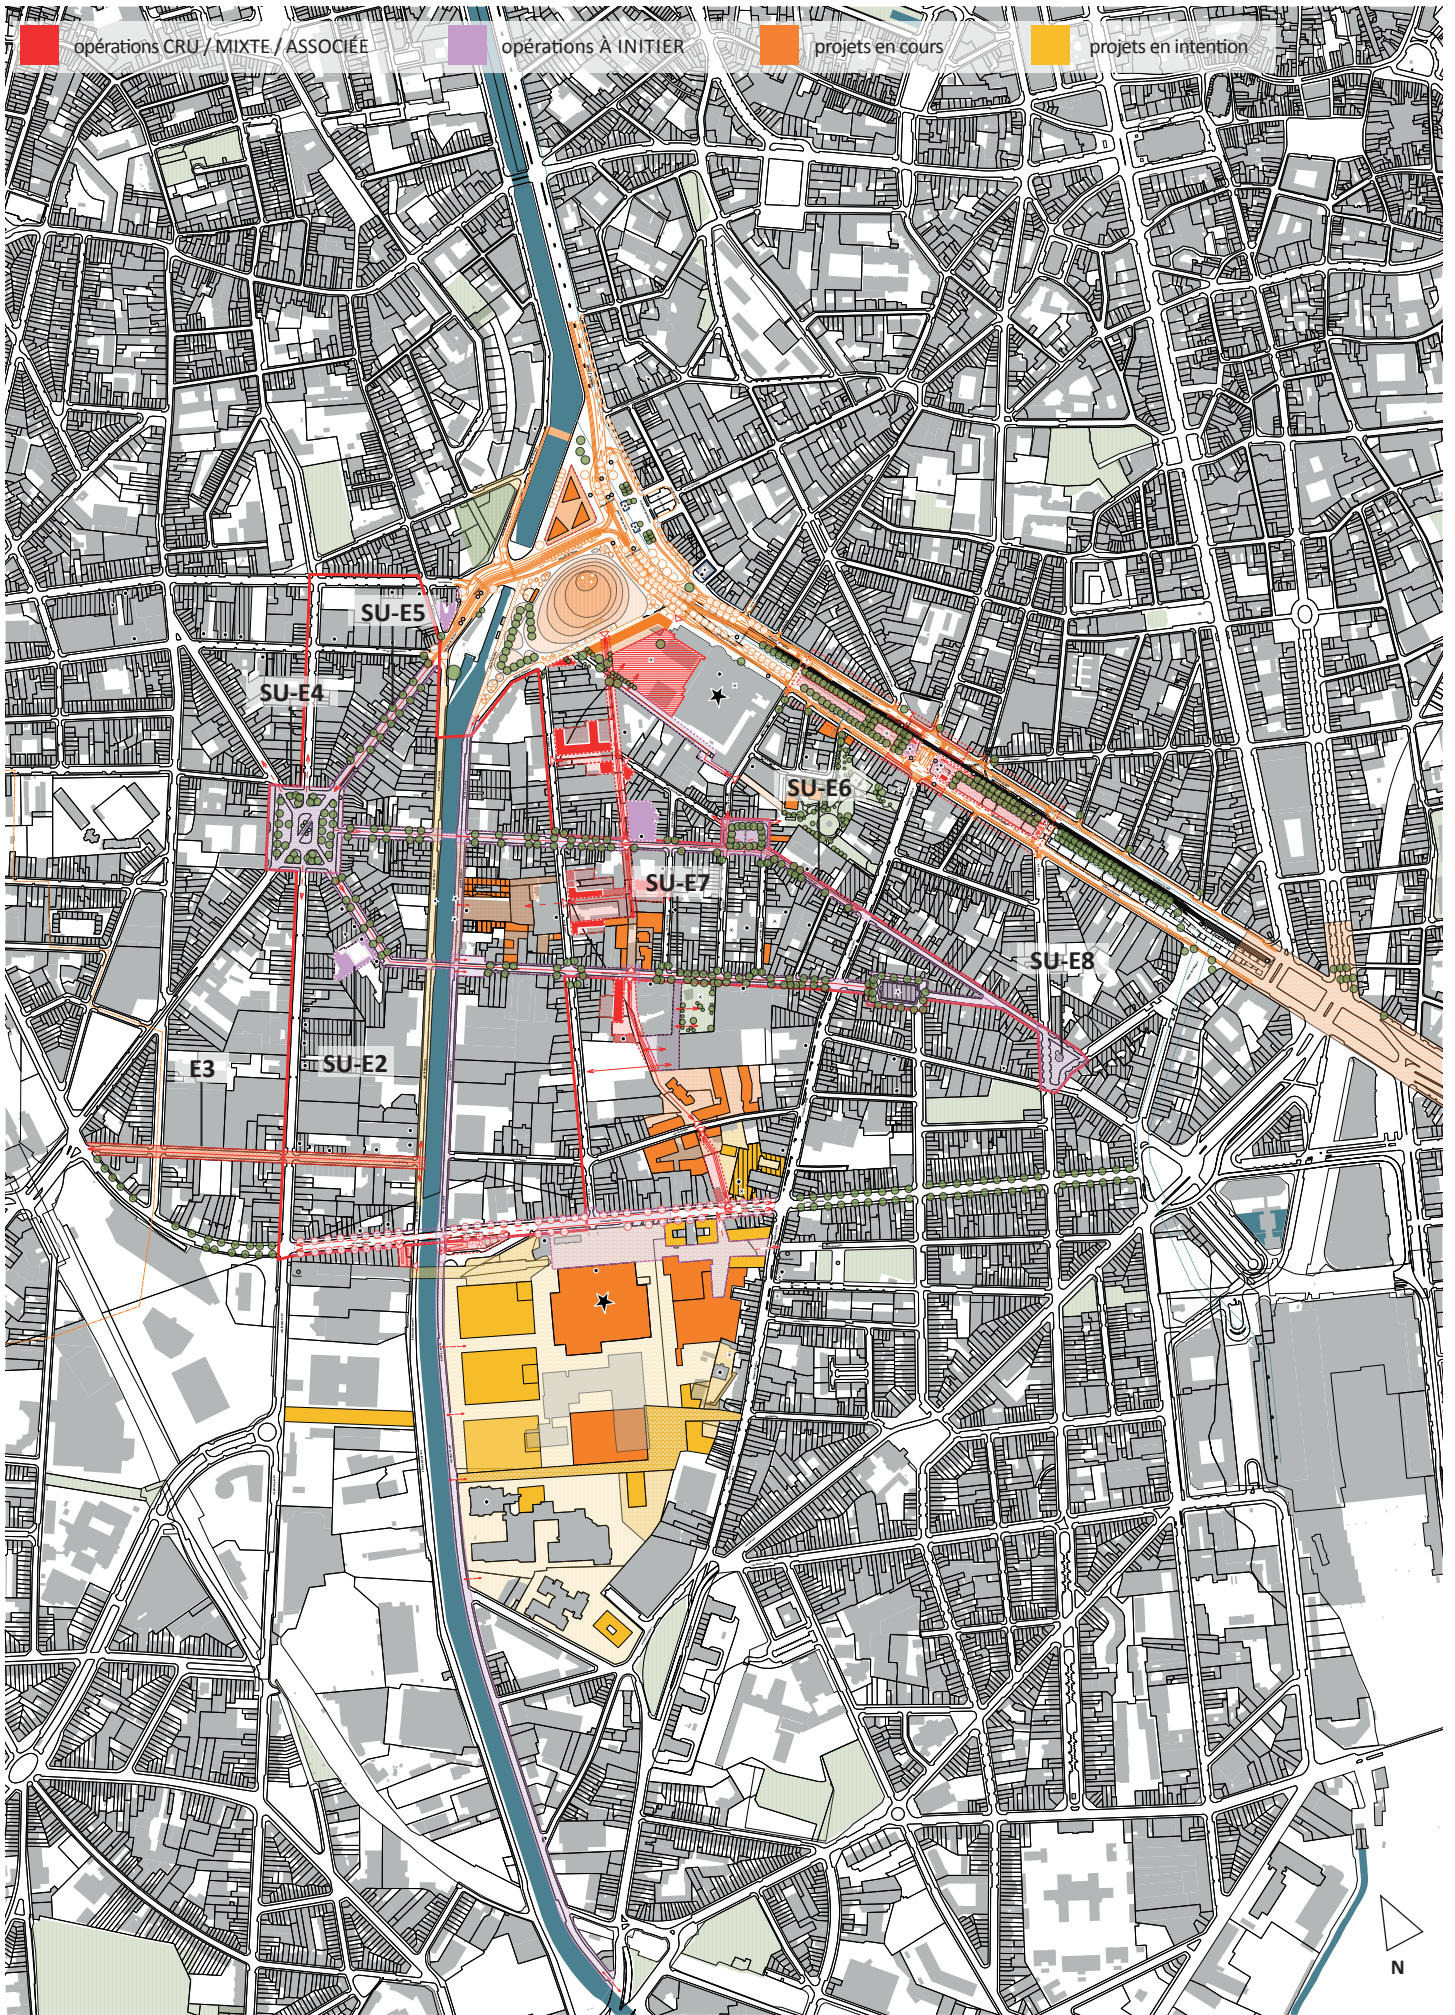 opérations CRU / MIXTE / ASSOCIÉE
opérations À INITIER
projets en cours
projets en intention
SU-E5
SU-E4
SU-E6
SU-E7
SU-E8
E3
SU-E2
N